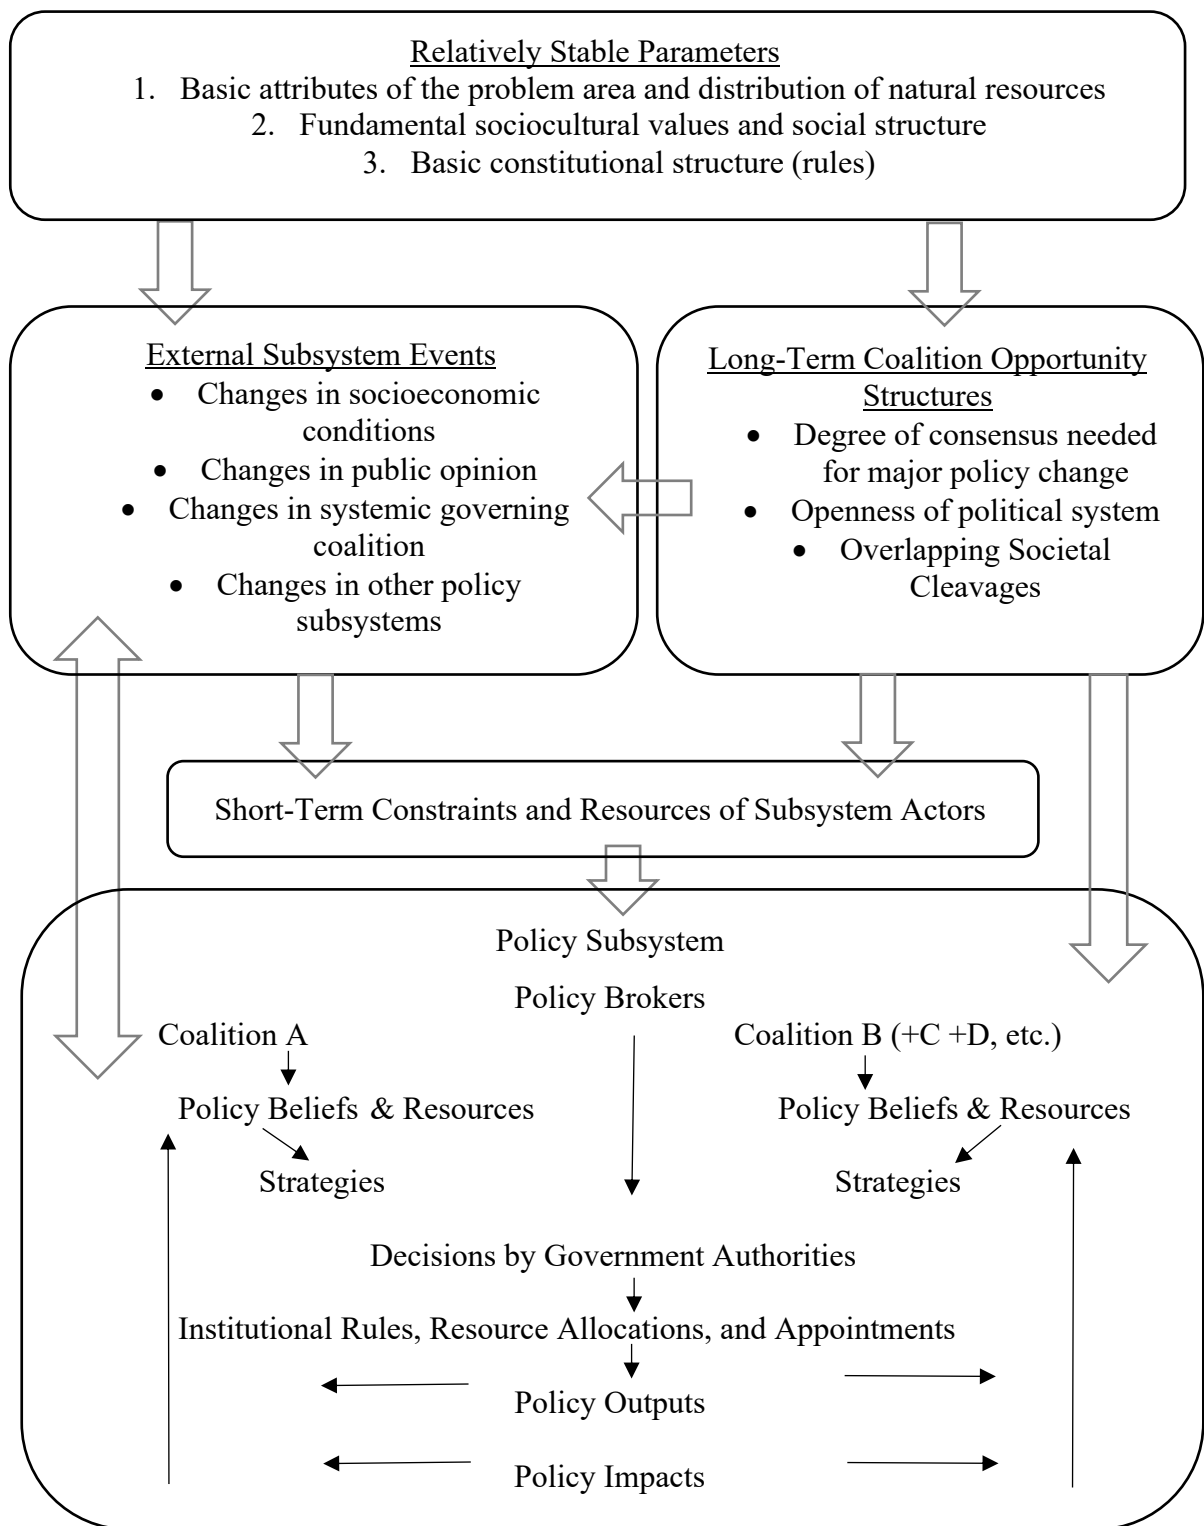 Relatively Stable Parameters
1. Basic attributes of the problem area and distribution of natural resources
2. Fundamental sociocultural values and social structure
3. Basic constitutional structure (rules)
External Subsystem Events
• Changes in socioeconomic
conditions
• Changes in public opinion
• Changes in systemic governing
coalition
• Changes in other policy
subsystems
Long-Term Coalition Opportunity
Structures
• Degree of consensus needed
for major policy change
• Openness of political system
• Overlapping Societal
Cleavages
Short-Term Constraints and Resources of Subsystem Actors
Policy Subsystem
Policy Brokers
Coalition A
Coalition B (+C +D, etc.)
Policy Beliefs & Resources
Policy Beliefs & Resources
Strategies
Strategies
Decisions by Government Authorities
Institutional Rules, Resource Allocations, and Appointments
Policy Outputs
Policy Impacts